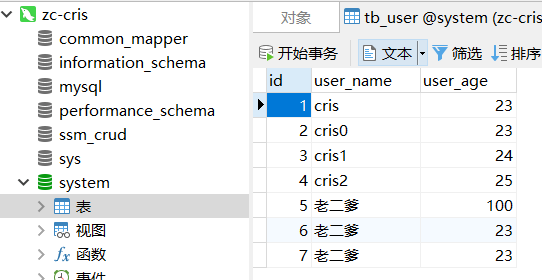 zc-cris
common_mapper
information_schema
mysql
performance_schema
ssm_crud
sys
system
表
视图
fx 函数
事件
对象 tb_user @system (zc-cris
开始事务 文本 筛选 排序
id user_name user_age
1 cris 23
2 cris0 23
3 cris1 24
4 cris2 25
5 老二爹 100
6 老二爹 23
7 老二爹 23